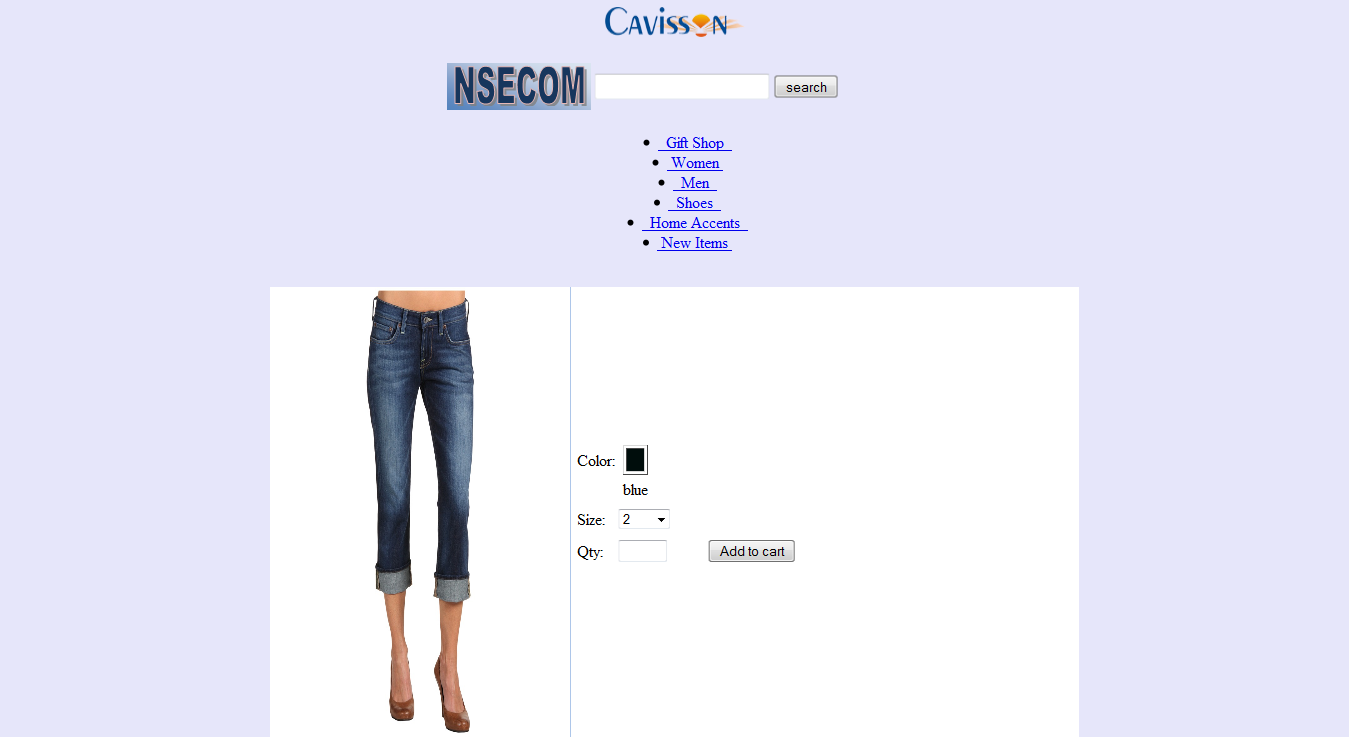 CAVISSON
NSECOM search
Gift Shop
Women
Men
Shoes
Home Accents
New Items
Color:
blue
Size: 2
Qty: Add to cart